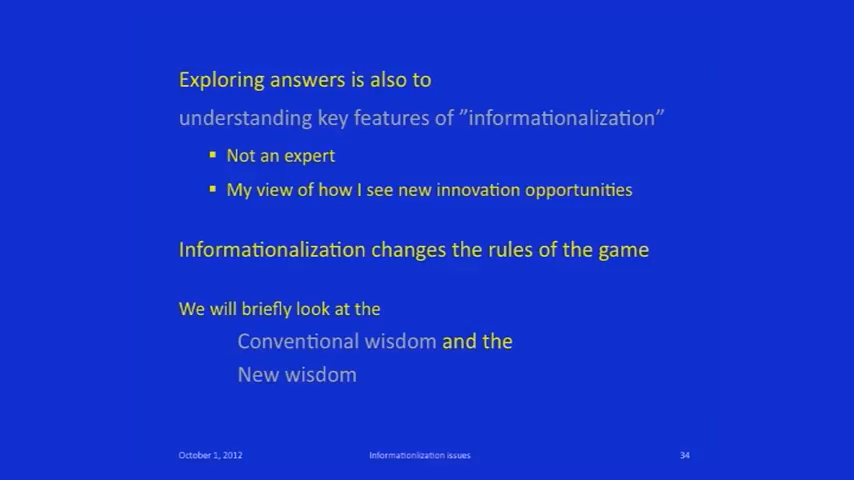 Exploring answers is also to
understanding key features of ”informationalization”
▪ Not an expert
▪ My view of how I see new innovation opportunities
Informationalization changes the rules of the game
We will briefly look at the
Conventional wisdom and the
New wisdom
October 1, 2012 Informationlization issues 34